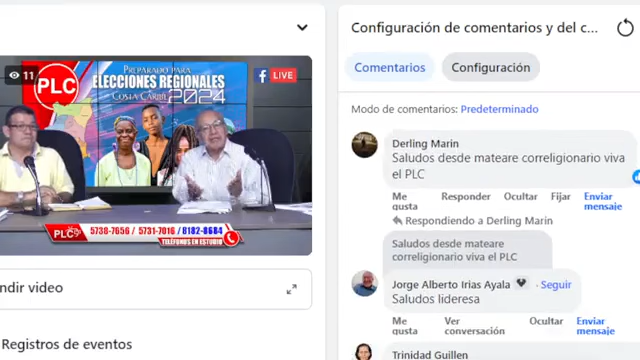 11
PLC
PREPARADO PARA
ELECCIONES REGIONALES
COSTA CARIBE 2024
LIVE
PLC
5738-7656 / 5731-7016 / 8182-8684
TELÉFONOS EN ESTUDIO
ndir video
Registros de eventos
Configuración de comentarios y del c...
Comentarios
Configuración
Modo de comentarios: Predeterminado
Derling Marin
Saludos desde mateare correligionario viva
el PLC
Me gusta Responder Ocultar Fijar Enviar mensaje
Respondiendo a Derling Marin
Saludos desde mateare
correligionario viva el PLC
Jorge Alberto Irias Ayala · Seguir
Saludos lideresa
Me gusta Ver conversación Ocultar Enviar mensaje
Trinidad Guillen